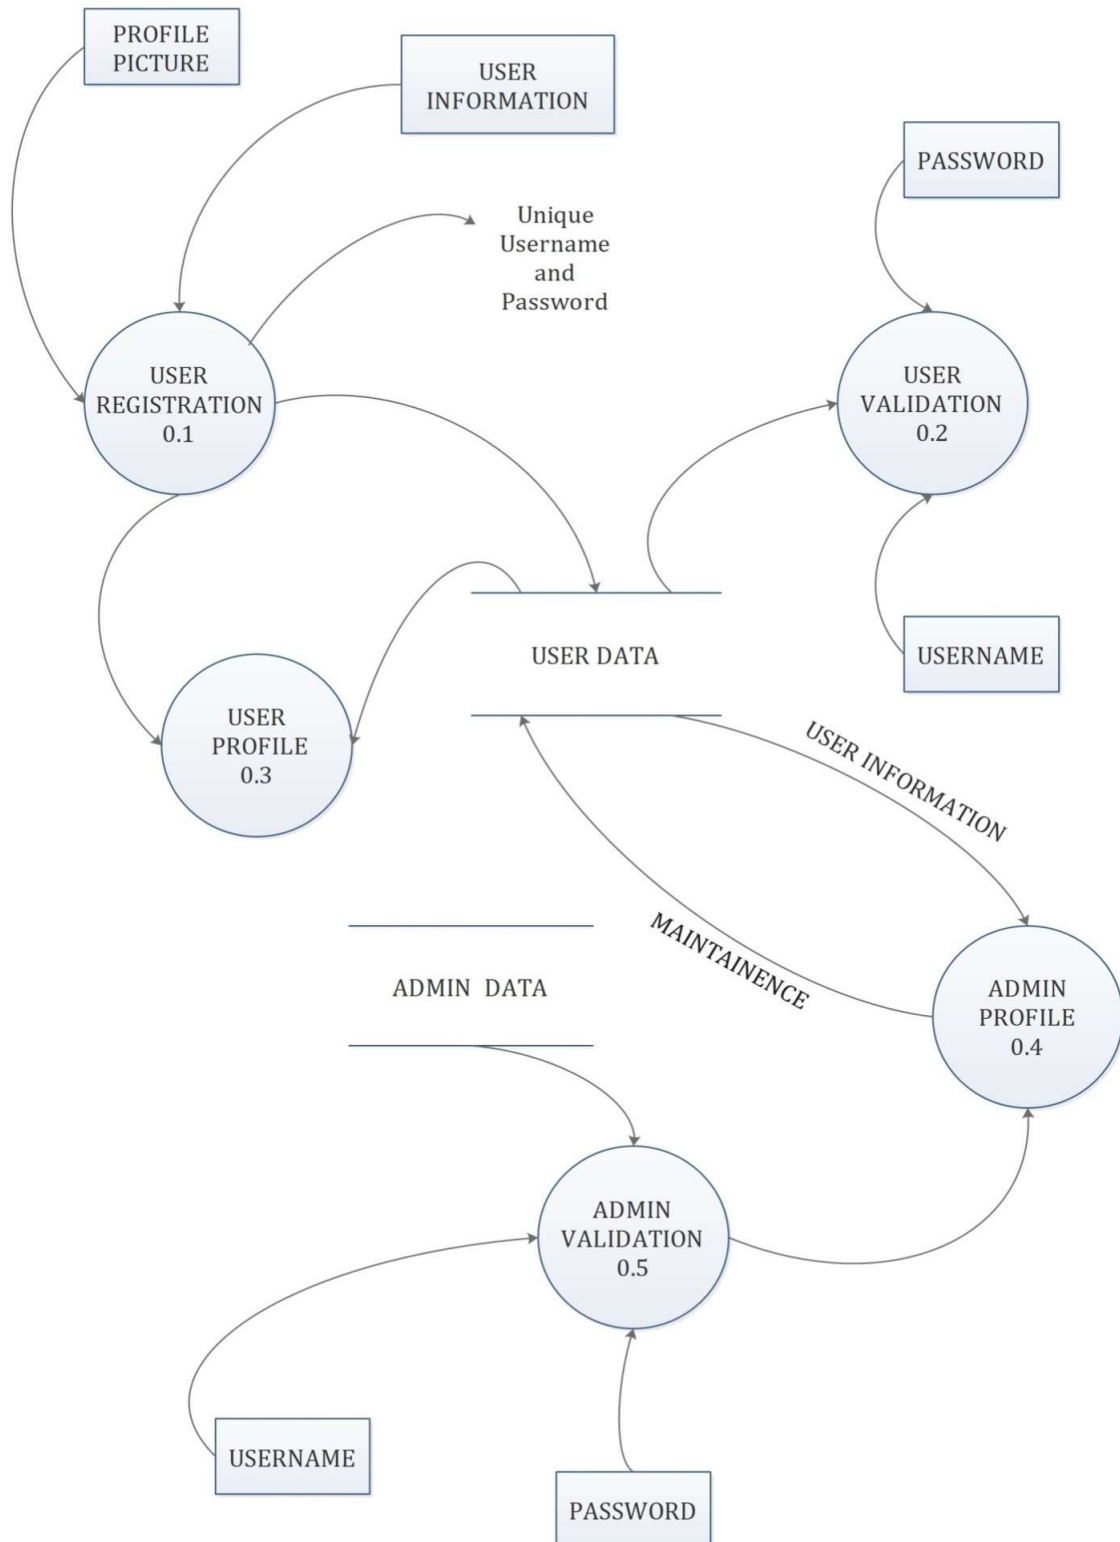 PROFILE
PICTURE
USER
INFORMATION
PASSWORD
Unique
Username
and
Password
USER
REGISTRATION
0.1
USER
VALIDATION
0.2
USERNAME
USER DATA
USER
PROFILE
0.3
USER INFORMATION
MAINTAINENCE
ADMIN DATA
ADMIN
PROFILE
0.4
ADMIN
VALIDATION
0.5
USERNAME
PASSWORD